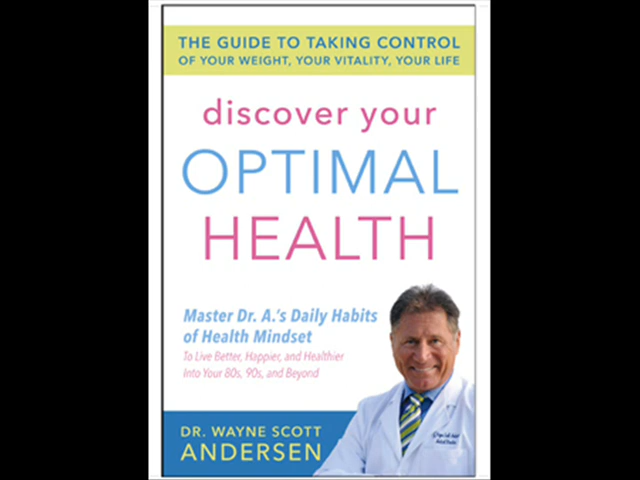 THE GUIDE TO TAKING CONTROL
OF YOUR WEIGHT, YOUR VITALITY, YOUR LIFE
discover your
OPTIMAL
HEALTH
Master Dr. A.'s Daily Habits
of Health Mindset
To Live Better, Happier, and Healthier
Into Your 80s, 90s, and Beyond
DR. WAYNE SCOTT
ANDERSEN